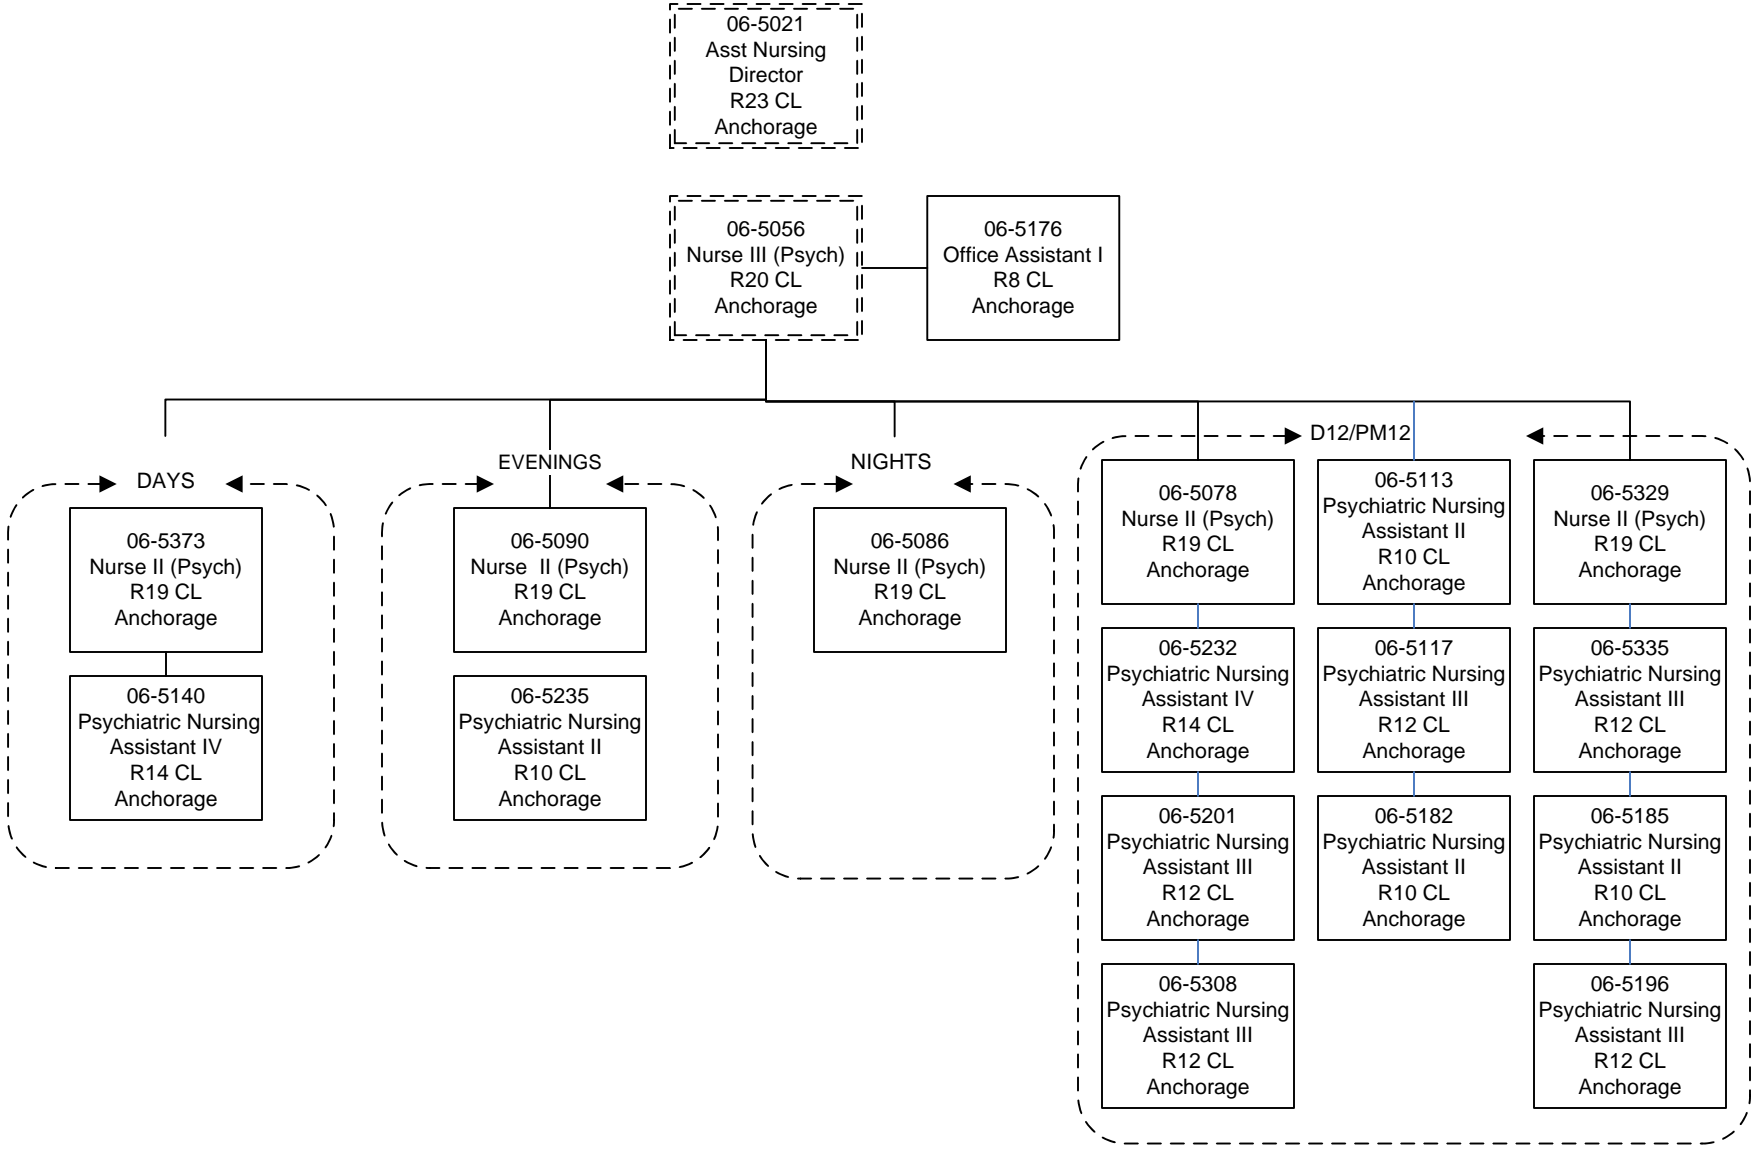 06-5021
Asst Nursing
Director
R23 CL
Anchorage
06-5056
Nurse III (Psych)
R20 CL
Anchorage
06-5176
Office Assistant I
R8 CL
Anchorage
DAYS
06-5373
Nurse II (Psych)
R19 CL
Anchorage
06-5140
Psychiatric Nursing
Assistant IV
R14 CL
Anchorage
EVENINGS
06-5090
Nurse  II (Psych)
R19 CL
Anchorage
06-5235
Psychiatric Nursing
Assistant II
R10 CL
Anchorage
NIGHTS
06-5086
Nurse II (Psych)
R19 CL
Anchorage
D12/PM12
06-5078
Nurse II (Psych)
R19 CL
Anchorage
06-5232
Psychiatric Nursing
Assistant IV
R14 CL
Anchorage
06-5201
Psychiatric Nursing
Assistant III
R12 CL
Anchorage
06-5308
Psychiatric Nursing
Assistant III
R12 CL
Anchorage
06-5113
Psychiatric Nursing
Assistant II
R10 CL
Anchorage
06-5117
Psychiatric Nursing
Assistant III
R12 CL
Anchorage
06-5182
Psychiatric Nursing
Assistant II
R10 CL
Anchorage
06-5329
Nurse II (Psych)
R19 CL
Anchorage
06-5335
Psychiatric Nursing
Assistant III
R12 CL
Anchorage
06-5185
Psychiatric Nursing
Assistant II
R10 CL
Anchorage
06-5196
Psychiatric Nursing
Assistant III
R12 CL
Anchorage